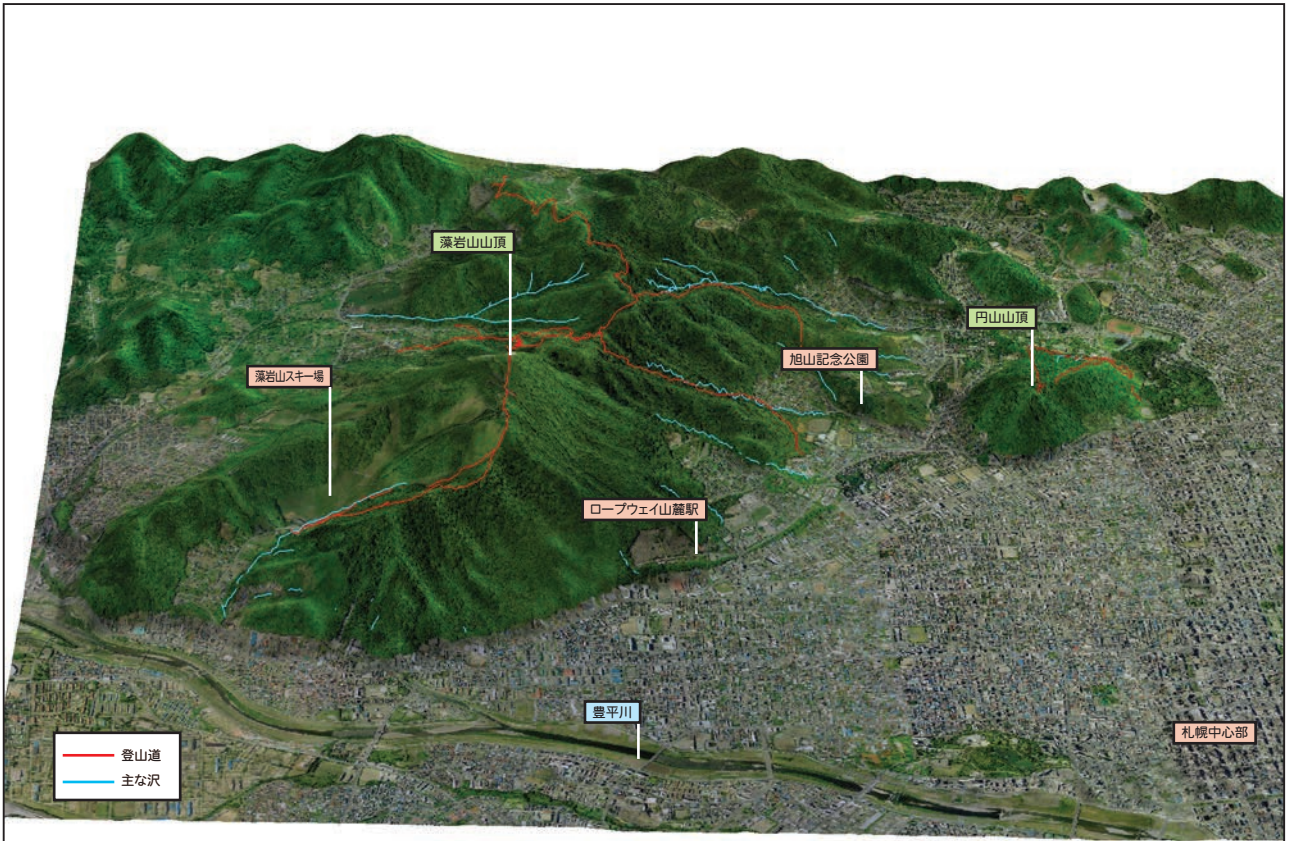 藻岩山山頂
円山山頂
旭山記念公園
藻岩山スキー場
ロープウェイ山麓駅
豊平川
札幌中心部
登山道
主な沢